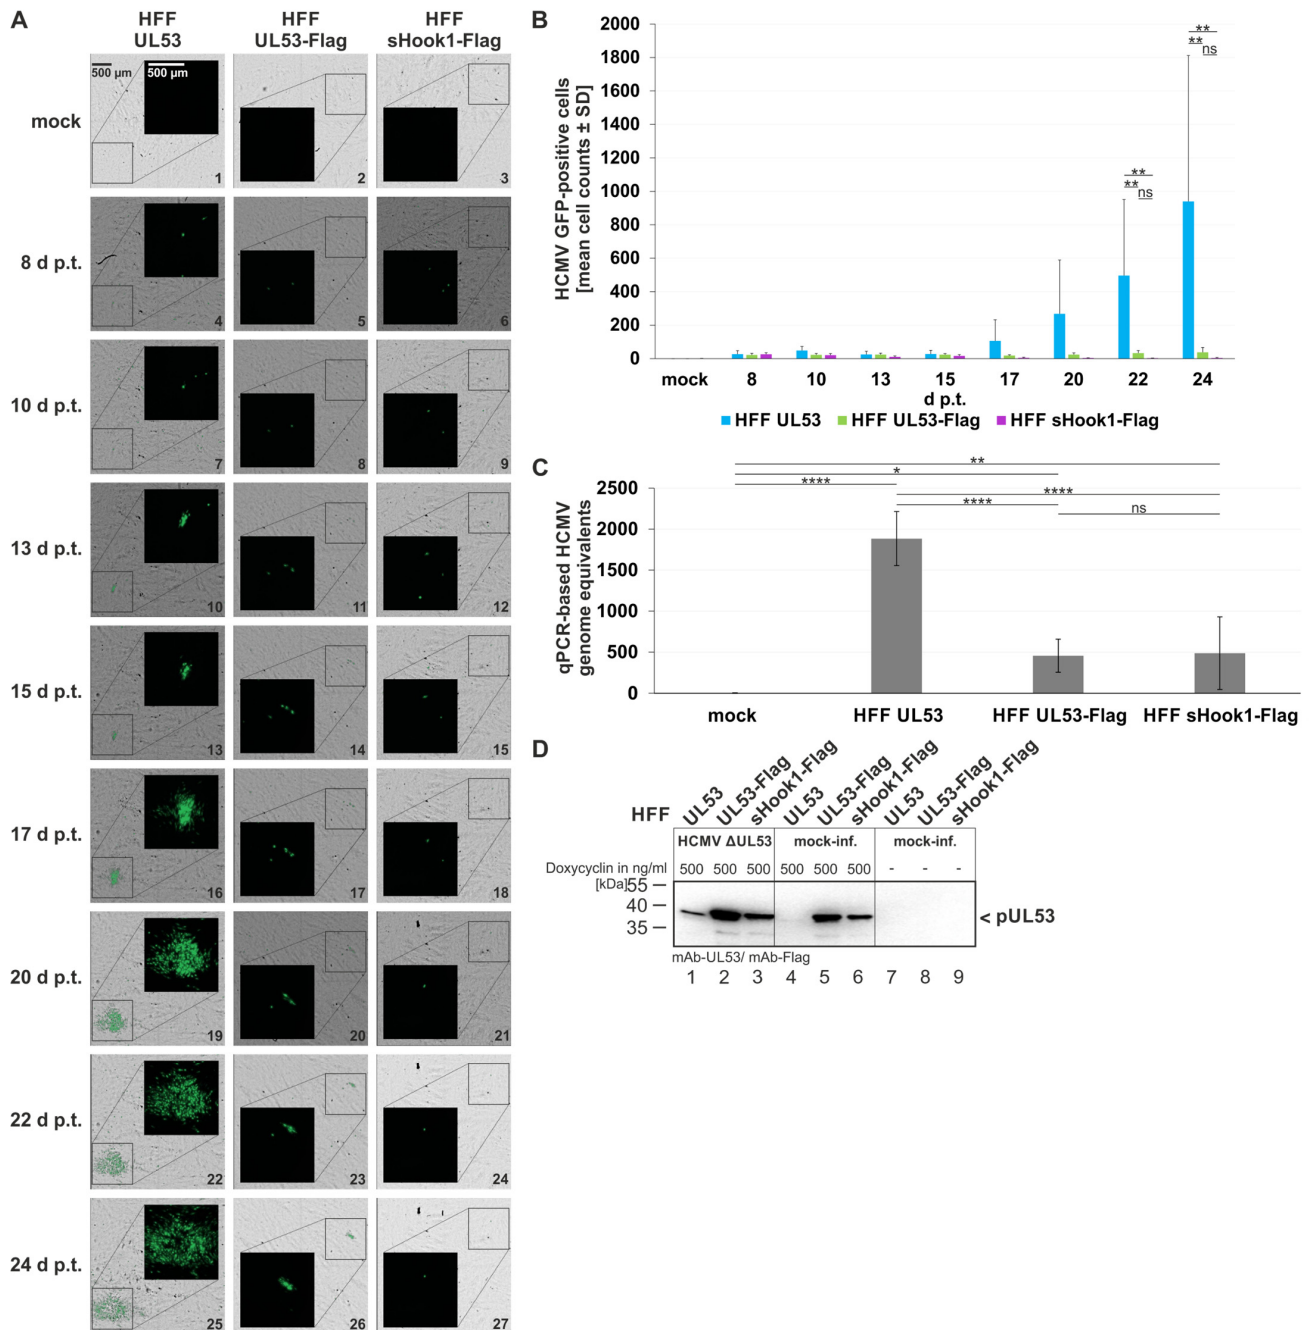 A
HFF UL53
HFF UL53-Flag
HFF sHook1-Flag
500 µm
500 µm
mock
1
2
3
8 d p.t.
4
5
6
10 d p.t.
7
8
9
13 d p.t.
10
11
12
15 d p.t.
13
14
15
17 d p.t.
16
17
18
20 d p.t.
19
20
21
22 d p.t.
22
23
24
24 d p.t.
25
26
27
B
HCMV GFP-positive cells
[mean cell counts ± SD]
2000
1800
1600
1400
1200
1000
800
600
400
200
0
**
**
ns
**
**
ns
mock 8 10 13 15 17 20 22 24
d p.t.
HFF UL53 HFF UL53-Flag HFF sHook1-Flag
C
qPCR-based HCMV
genome equivalents
2500
2000
1500
1000
500
0
**
*
****
****
****
ns
mock HFF UL53 HFF UL53-Flag HFF sHook1-Flag
D
HFF UL53 UL53-Flag sHook1-Flag UL53 UL53-Flag sHook1-Flag UL53 UL53-Flag sHook1-Flag
HCMV ΔUL53 mock-inf. mock-inf.
Doxycyclin in ng/ml 500 500 500 500 500 500 - - -
[kDa]
55
40
35
< pUL53
mAb-UL53/ mAb-Flag
1 2 3 4 5 6 7 8 9